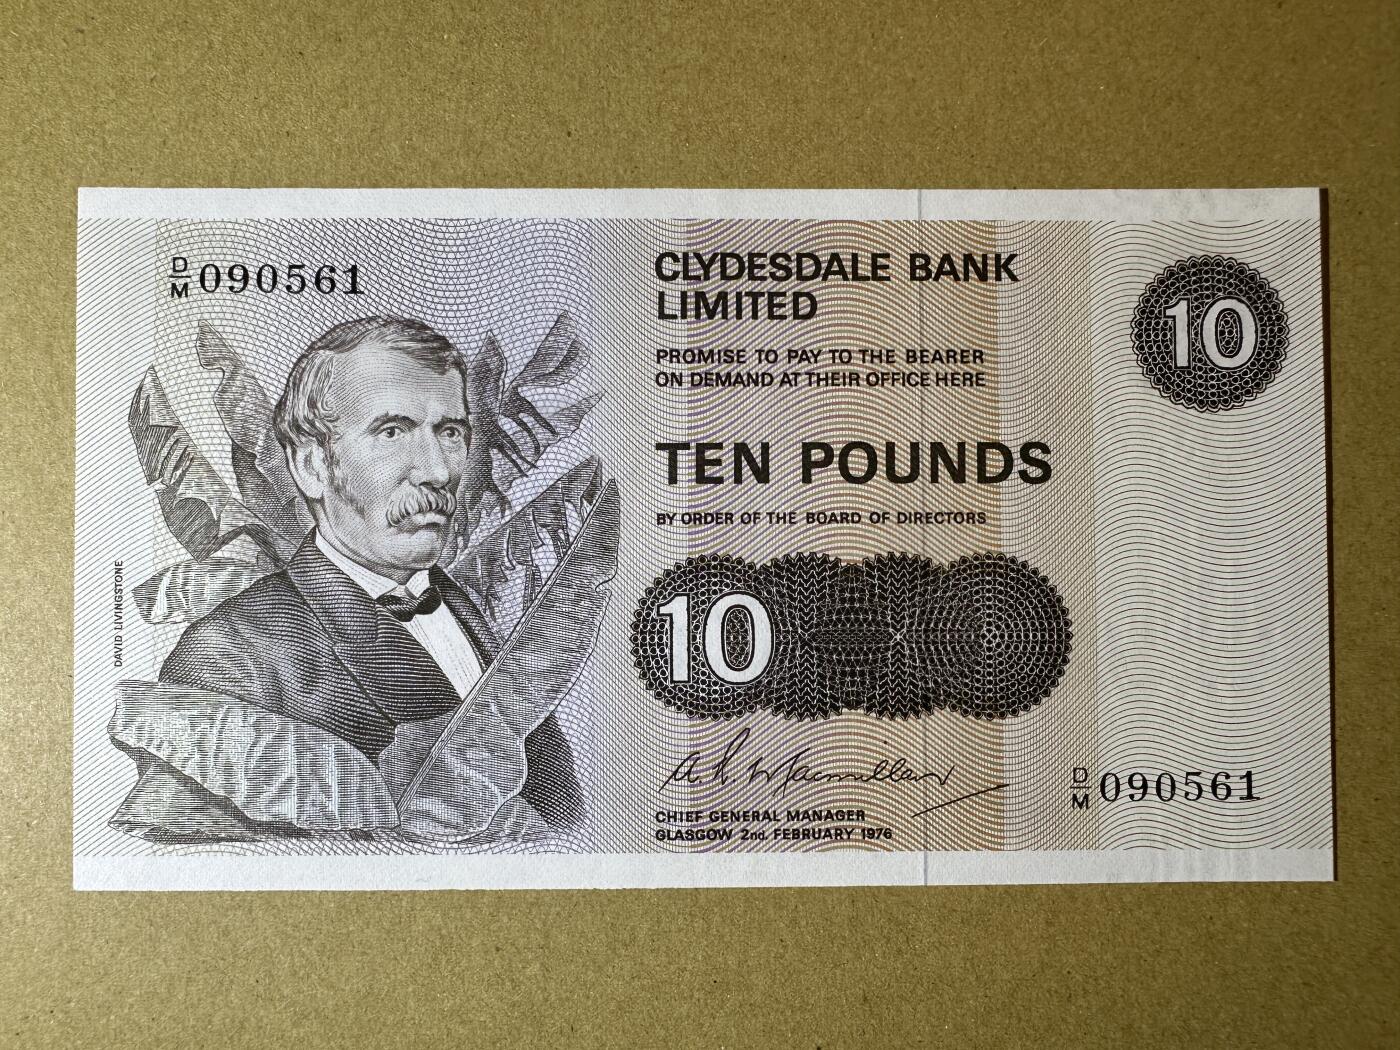 D/M 090561
CLYDESDALE BANK
LIMITED
PROMISE TO PAY TO THE BEARER
ON DEMAND AT THEIR OFFICE HERE
TEN POUNDS
BY ORDER OF THE BOARD OF DIRECTORS
10
10
DAVID LIVINGSTONE
A. R. Macmillan
CHIEF GENERAL MANAGER
GLASGOW 2nd. FEBRUARY 1976
D/M 090561